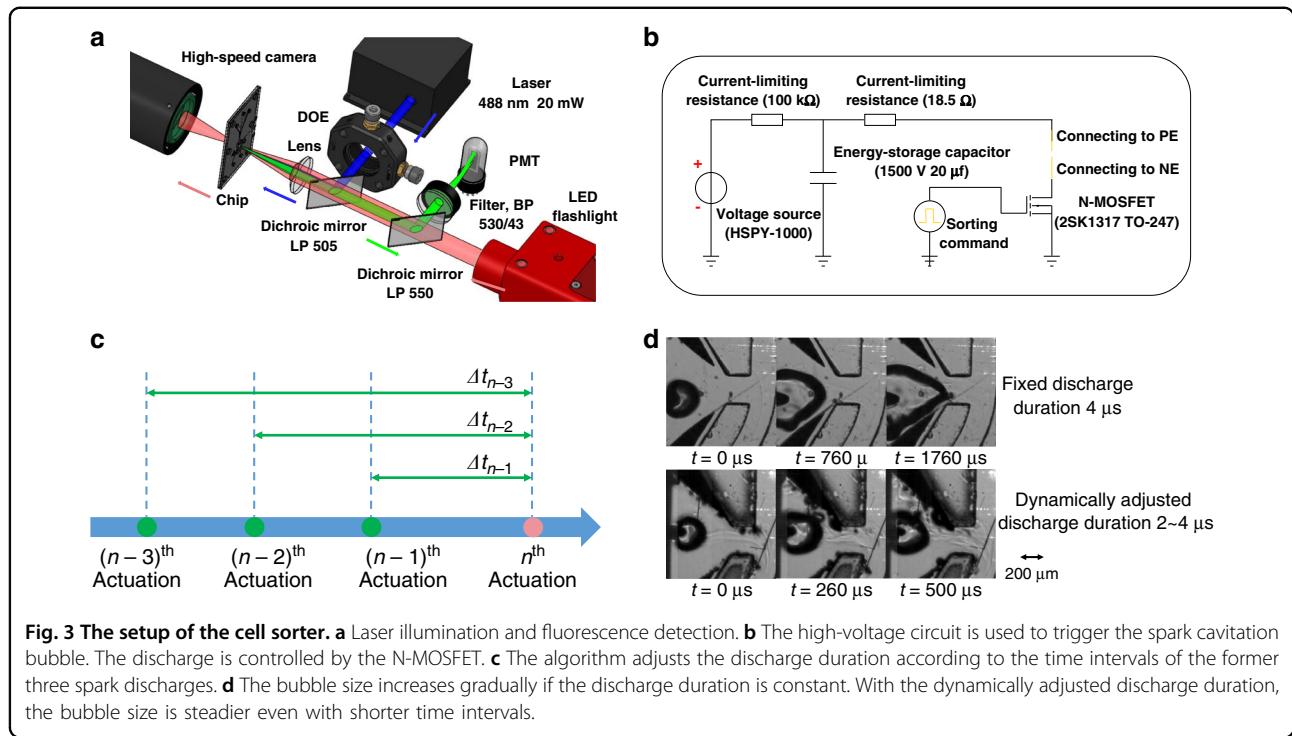 a
High-speed camera
Laser
488 nm 20 mW
DOE
Lens
PMT
Chip
Filter, BP
530/43
LED
flashlight
Dichroic mirror
LP 505
Dichroic mirror
LP 550
b
Current-limiting
resistance (100 kΩ)
Current-limiting
resistance (18.5 Ω)
Connecting to PE
Energy-storage capacitor
(1500 V 20 μf)
Connecting to NE
+
-
Voltage source
(HSPY-1000)
Sorting
command
N-MOSFET
(2SK1317 TO-247)
c
Δtn–3
Δtn–2
Δtn–1
(n – 3)th
Actuation
(n – 2)th
Actuation
(n – 1)th
Actuation
nth
Actuation
d
Fixed discharge
duration 4 μs
t = 0 μs
t = 760 μ
t = 1760 μs
Dynamically adjusted
discharge duration 2~4 μs
200 μm
t = 0 μs
t = 260 μs
t = 500 μs
Fig. 3 The setup of the cell sorter. a Laser illumination and fluorescence detection. b The high-voltage circuit is used to trigger the spark cavitation
bubble. The discharge is controlled by the N-MOSFET. c The algorithm adjusts the discharge duration according to the time intervals of the former
three spark discharges. d The bubble size increases gradually if the discharge duration is constant. With the dynamically adjusted discharge duration,
the bubble size is steadier even with shorter time intervals.